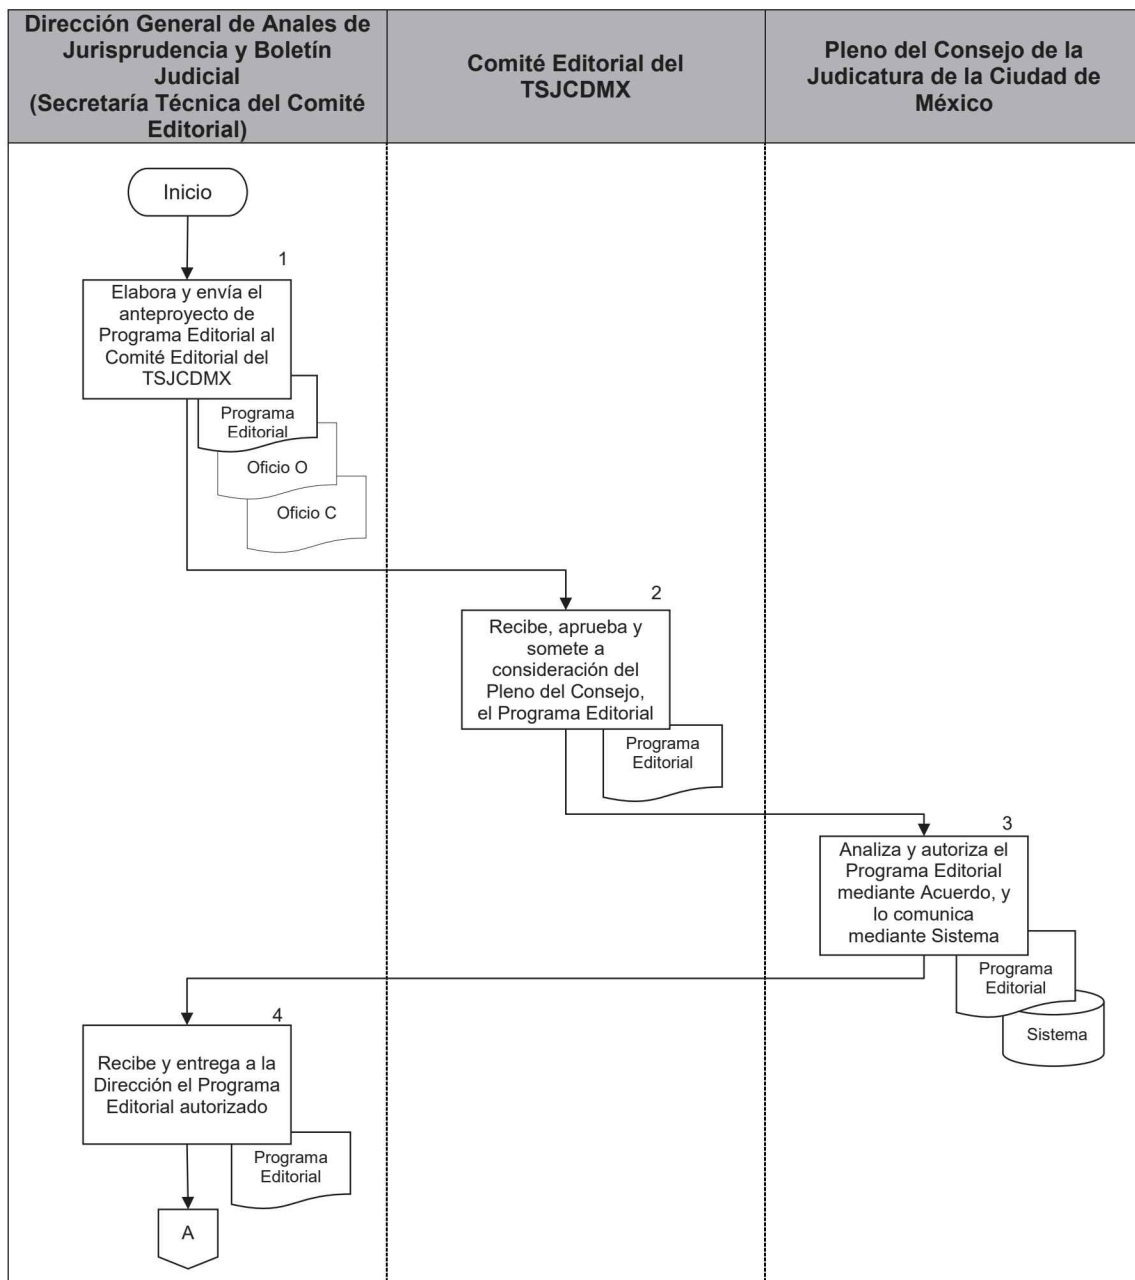 Dirección General de Anales de
Jurisprudencia y Boletín
Judicial
(Secretaría Técnica del Comité
Editorial)
Comité Editorial del
TSJCDMX
Pleno del Consejo de la
Judicatura de la Ciudad de
México
Inicio
1
Elabora y envía el
anteproyecto de
Programa Editorial al
Comité Editorial del
TSJCDMX
Programa
Editorial
Oficio O
Oficio C
2
Recibe, aprueba y
somete a
consideración del
Pleno del Consejo,
el Programa Editorial
Programa
Editorial
3
Analiza y autoriza el
Programa Editorial
mediante Acuerdo, y
lo comunica
mediante Sistema
Programa
Editorial
Sistema
4
Recibe y entrega a la
Dirección el Programa
Editorial autorizado
Programa
Editorial
A